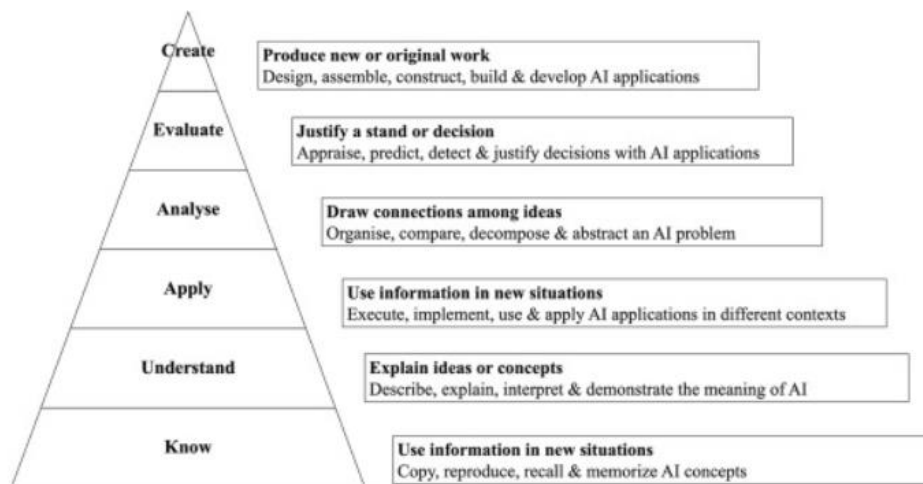 Create
Produce new or original work
Design, assemble, construct, build & develop AI applications
Evaluate
Justify a stand or decision
Appraise, predict, detect & justify decisions with AI applications
Analyse
Draw connections among ideas
Organise, compare, decompose & abstract an AI problem
Apply
Use information in new situations
Execute, implement, use & apply AI applications in different contexts
Understand
Explain ideas or concepts
Describe, explain, interpret & demonstrate the meaning of AI
Know
Use information in new situations
Copy, reproduce, recall & memorize AI concepts